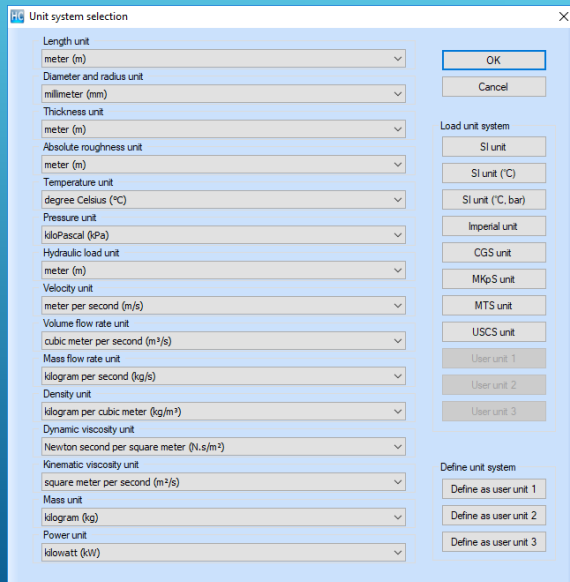 HC Unit system selection
Length unit
meter (m)
Diameter and radius unit
millimeter (mm)
Thickness unit
meter (m)
Absolute roughness unit
meter (m)
Temperature unit
degree Celsius (°C)
Pressure unit
kiloPascal (kPa)
Hydraulic load unit
meter (m)
Velocity unit
meter per second (m/s)
Volume flow rate unit
cubic meter per second (m³/s)
Mass flow rate unit
kilogram per second (kg/s)
Density unit
kilogram per cubic meter (kg/m³)
Dynamic viscosity unit
Newton second per square meter (N.s/m²)
Kinematic viscosity unit
square meter per second (m²/s)
Mass unit
kilogram (kg)
Power unit
kilowatt (kW)
OK
Cancel
Load unit system
SI unit
SI unit (°C)
SI unit (°C, bar)
Imperial unit
CGS unit
MKpS unit
MTS unit
USCS unit
User unit 1
User unit 2
User unit 3
Define unit system
Define as user unit 1
Define as user unit 2
Define as user unit 3